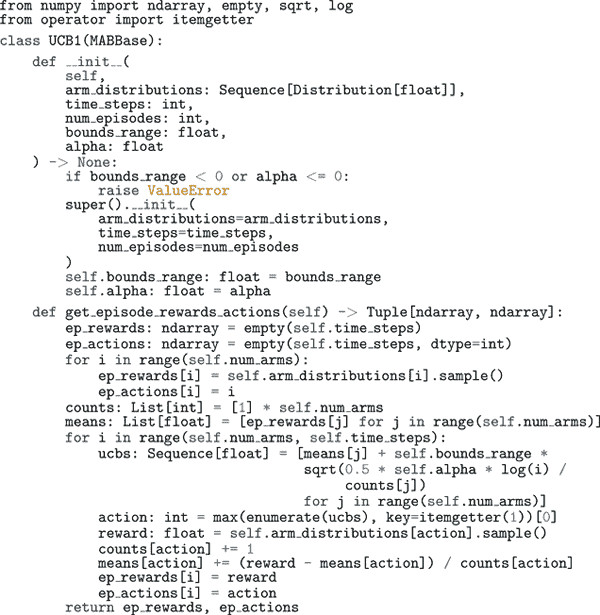 from numpy import ndarray, empty, sqrt, log
from operator import itemgetter
class UCB1(MABBase):
    def __init__(
        self,
        arm_distributions: Sequence[Distribution[float]],
        time_steps: int,
        num_episodes: int,
        bounds_range: float,
        alpha: float
    ) -> None:
        if bounds_range < 0 or alpha <= 0:
            raise ValueError
        super().__init__(
            arm_distributions=arm_distributions,
            time_steps=time_steps,
            num_episodes=num_episodes
        )
        self.bounds_range: float = bounds_range
        self.alpha: float = alpha
    def get_episode_rewards_actions(self) -> Tuple[ndarray, ndarray]:
        ep_rewards: ndarray = empty(self.time_steps)
        ep_actions: ndarray = empty(self.time_steps, dtype=int)
        for i in range(self.num_arms):
            ep_rewards[i] = self.arm_distributions[i].sample()
            ep_actions[i] = i
        counts: List[int] = [1] * self.num_arms
        means: List[float] = [ep_rewards[j] for j in range(self.num_arms)]
        for i in range(self.num_arms, self.time_steps):
            ucbs: Sequence[float] = [means[j] + self.bounds_range *
                                     sqrt(0.5 * self.alpha * log(i) /
                                          counts[j])
                                     for j in range(self.num_arms)]
            action: int = max(enumerate(ucbs), key=itemgetter(1))[0]
            reward: float = self.arm_distributions[action].sample()
            counts[action] += 1
            means[action] += (reward - means[action]) / counts[action]
            ep_rewards[i] = reward
            ep_actions[i] = action
        return ep_rewards, ep_actions